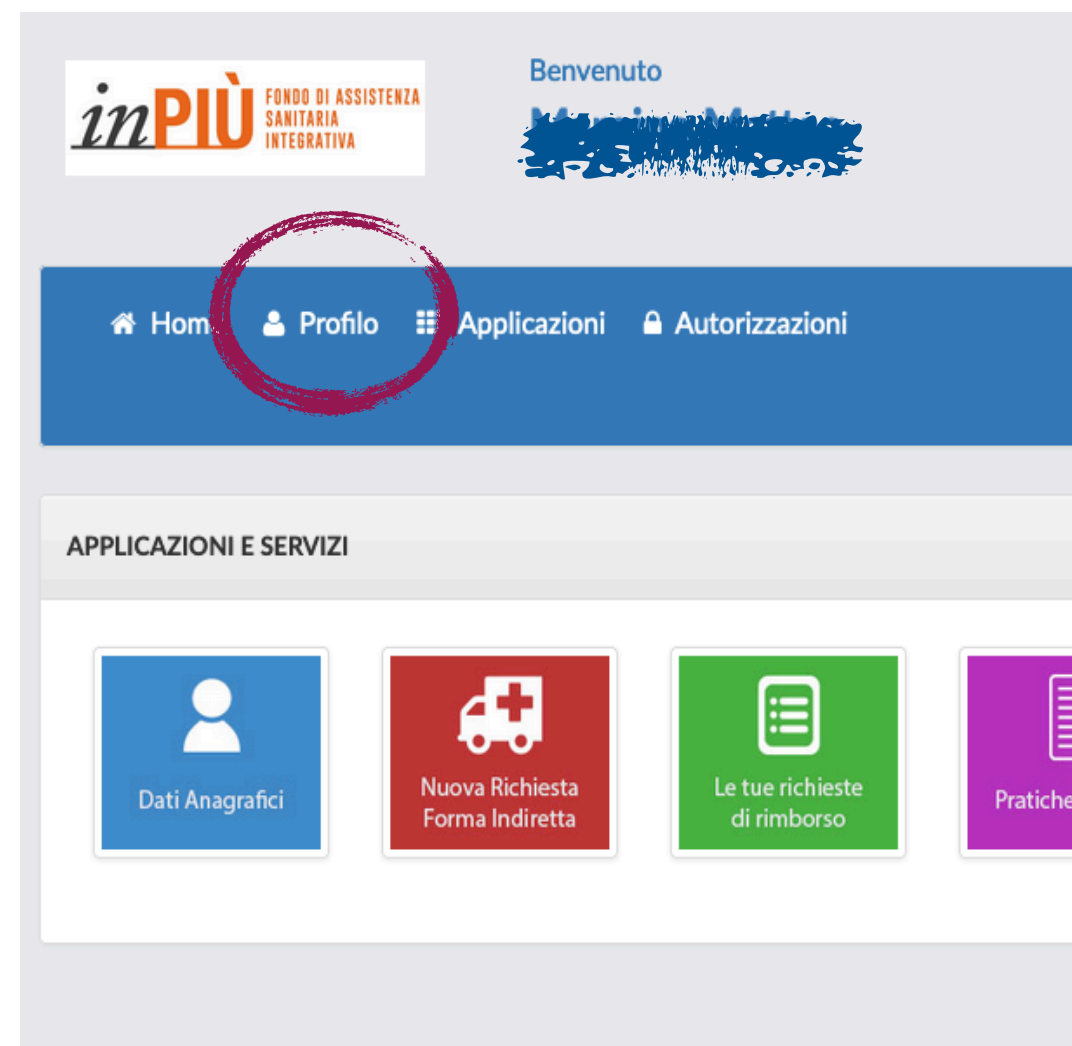 inPIÙ FONDO DI ASSISTENZA
SANITARIA
INTEGRATIVA
Benvenuto
Hom Profilo Applicazioni Autorizzazioni
APPLICAZIONI E SERVIZI
Dati Anagrafici
Nuova Richiesta
Forma Indiretta
Le tue richieste
di rimborso
Pratiche